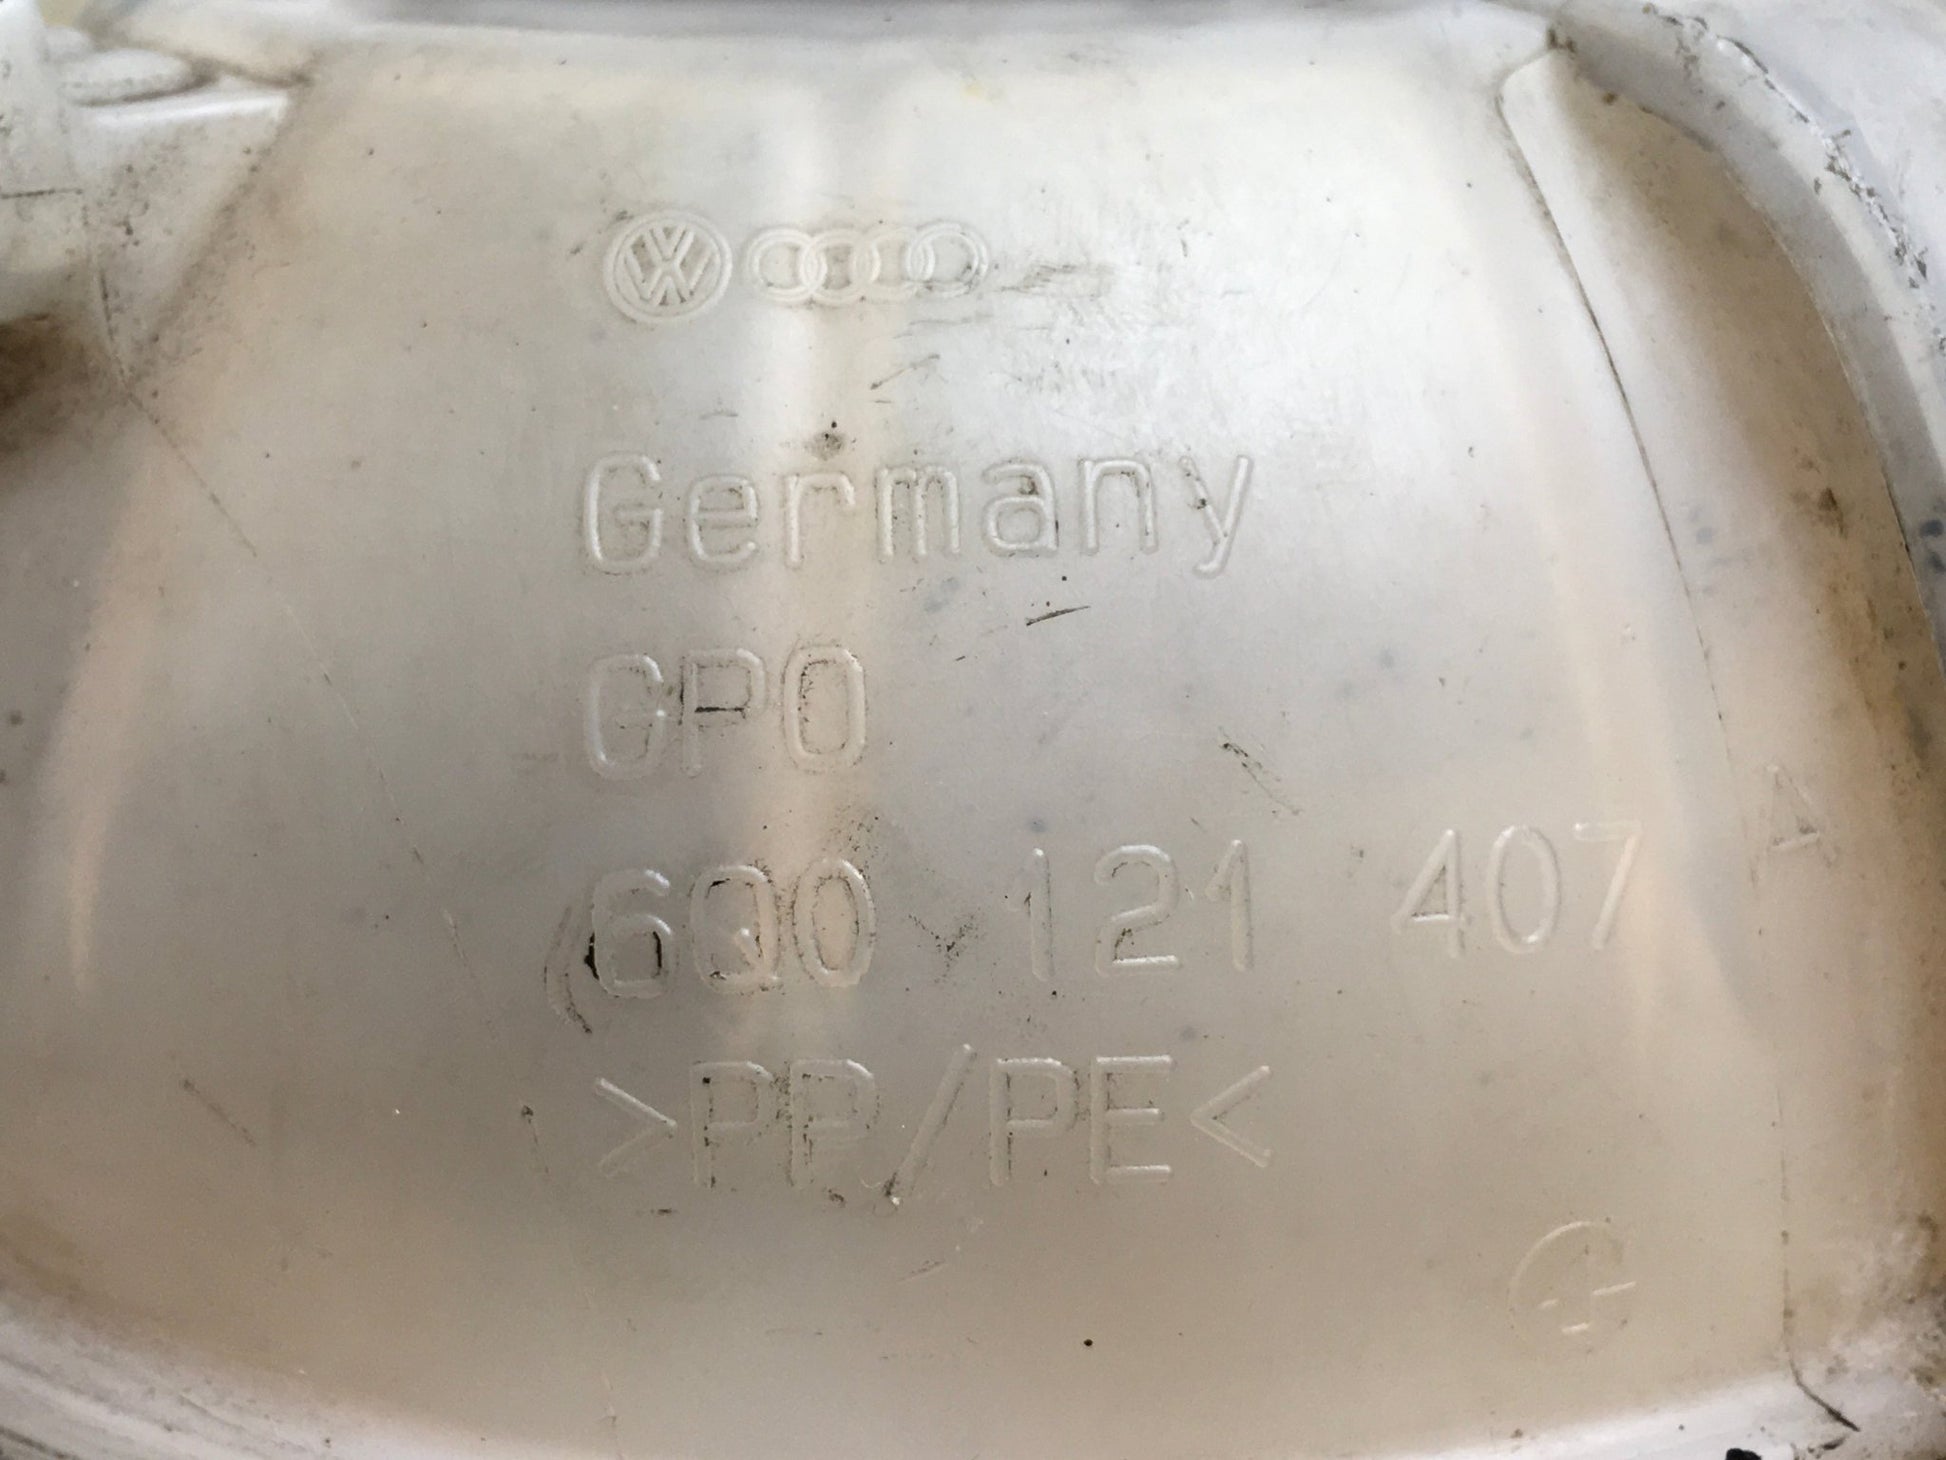 Germany
GPO
6Q0 121 407 A
>PP/PE<